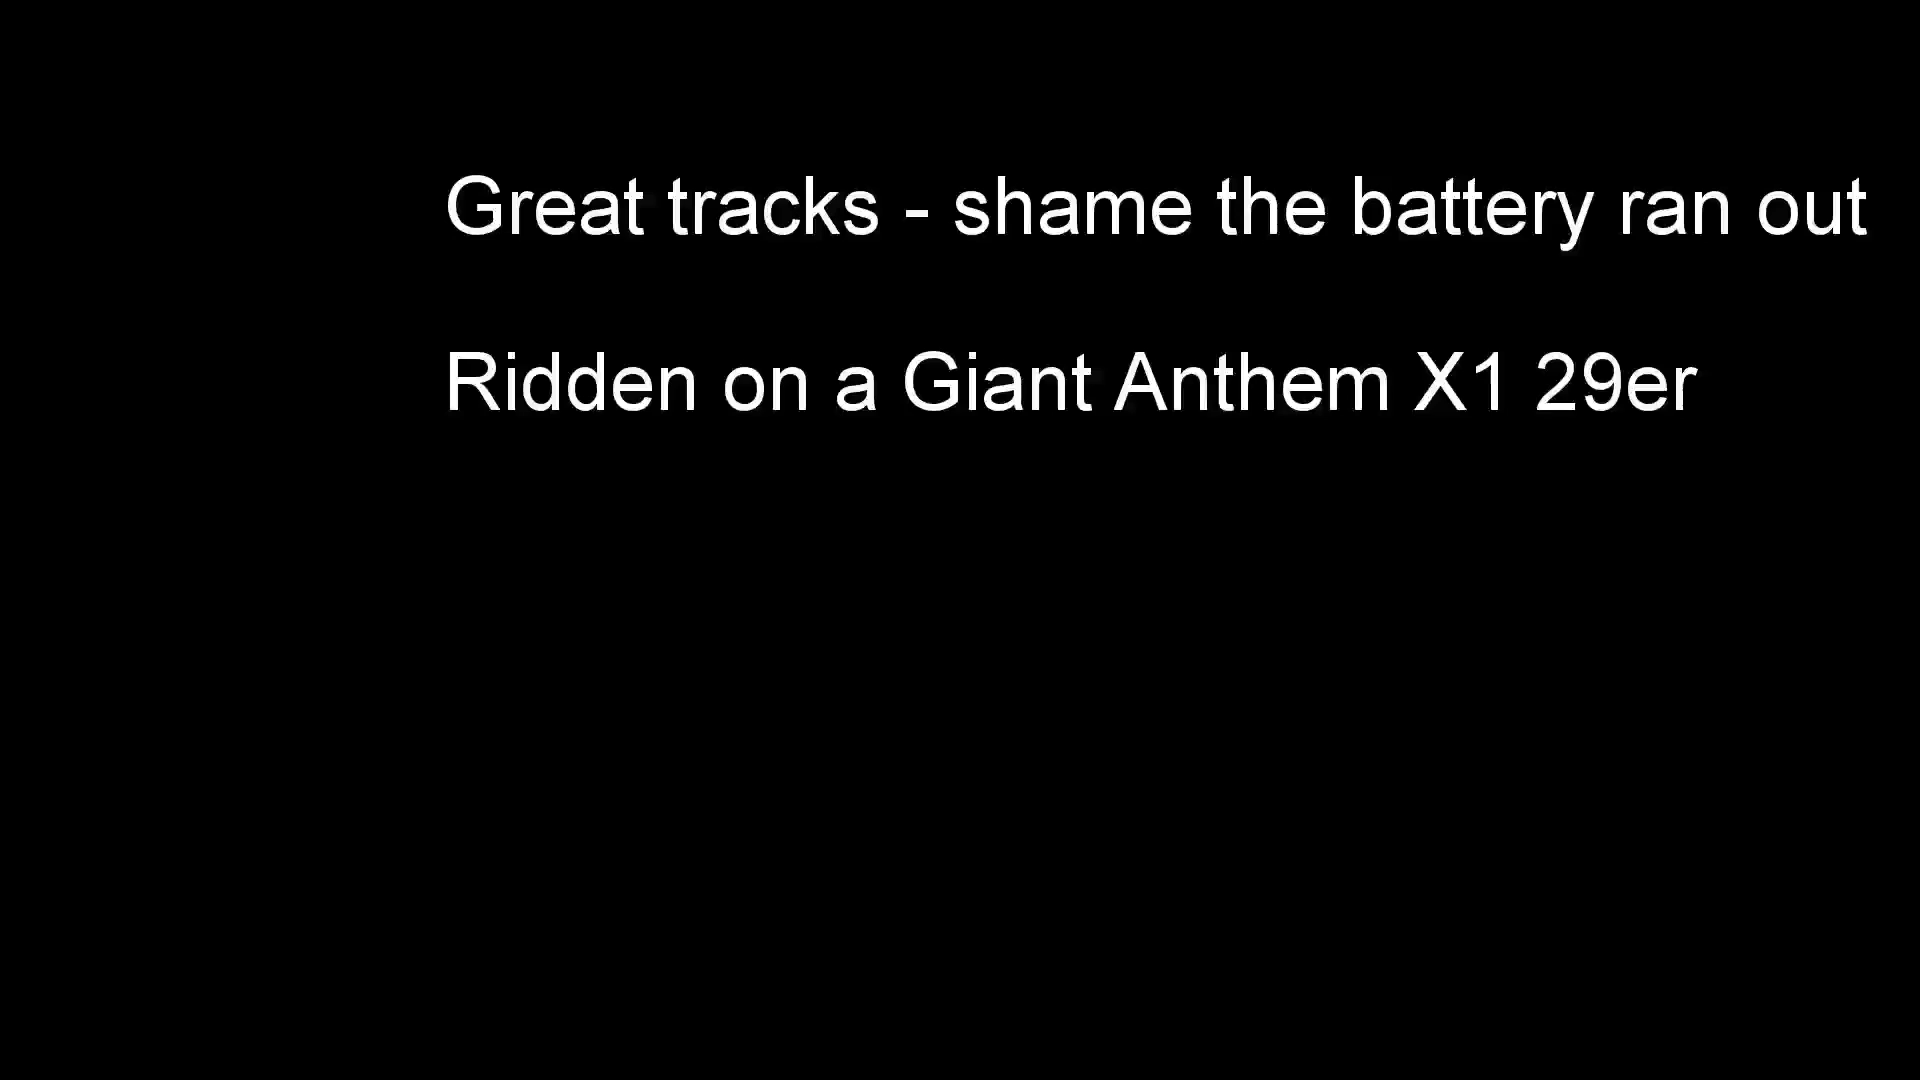 Great tracks - shame the battery ran out
Ridden on a Giant Anthem X1 29er